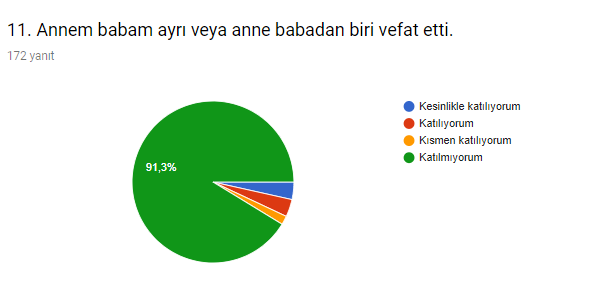 11. Annem babam ayrı veya anne babadan biri vefat etti.
172 yanıt
Kesinlikle katılıyorum
Katılıyorum
Kısmen katılıyorum
Katılmıyorum
91,3%